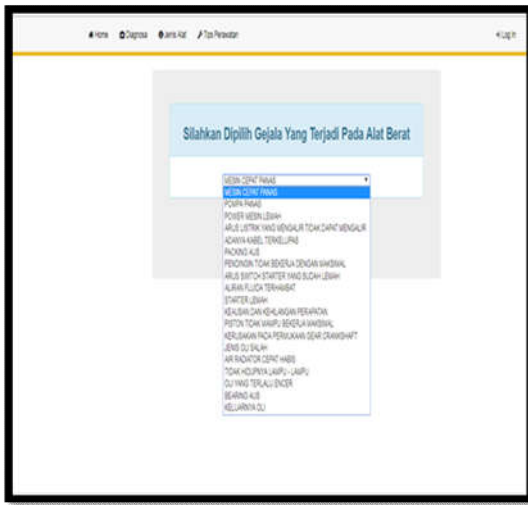 Home Diagnosa Jenis Alat Tips Perawatan Log In
Silahkan Dipilih Gejala Yang Terjadi Pada Alat Berat
MESIN CEPAT PANAS
MESIN CEPAT PANAS
POMPA PANAS
POWER MESIN LEMAH
ARUS LISTRIK YANG MENGALIR TIDAK DAPAT MENGALIR
ADANYA KABEL TERKELUPAS
PACKING AUS
PENDINGIN TIDAK BEKERJA DENGAN MAKSIMAL
ARUS SWITCH STARTER YANG SUDAH LEMAH
ALIRAN FLUIDA TERHAMBAT
STARTER LEMAH
KEAUSAN DAN KEHILANGAN PERAPATAN
PISTON TIDAK MAMPU BEKERJA MAKSIMAL
KERUSAKAN PADA PERMUKAAN GEAR CRANKSHAFT
JENIS OLI SALAH
AIR RADIATOR CEPAT HABIS
TIDAK HIDUPNYA LAMPU - LAMPU
OLI YANG TERLALU ENCER
BEARING AUS
KELUARNYA OLI